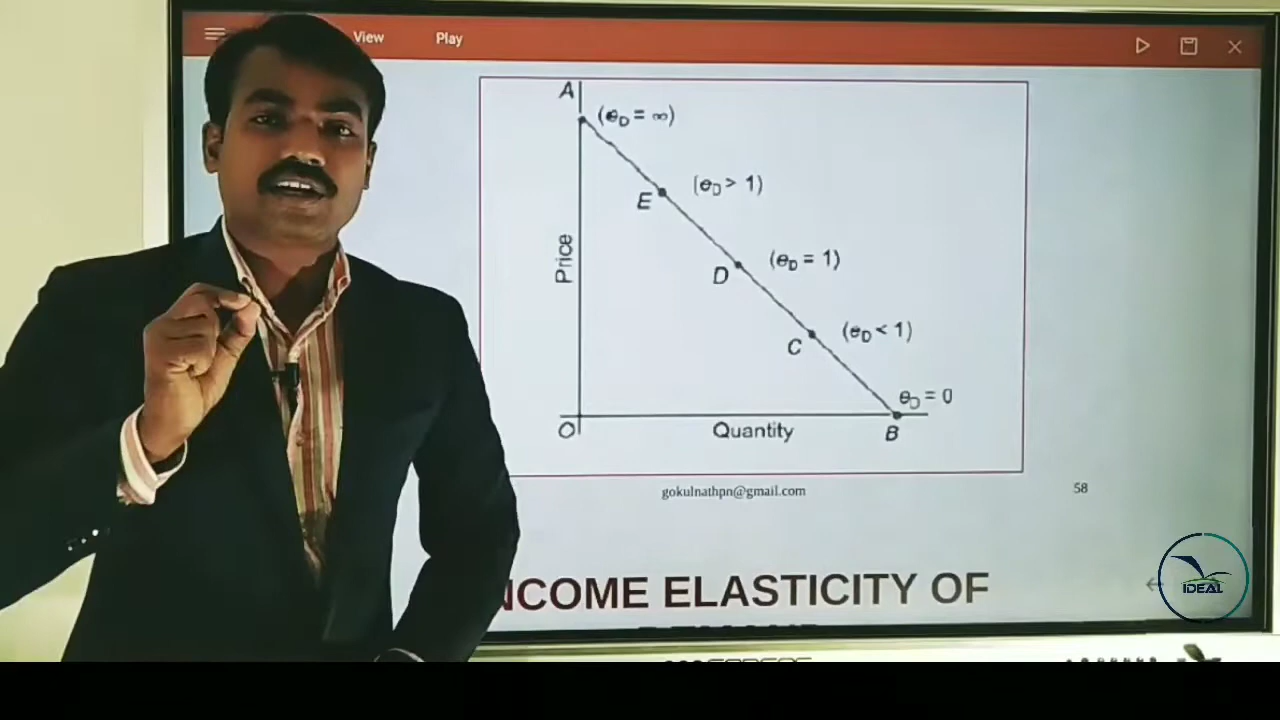 View Play
A
(eD = ∞)
E (eD > 1)
Price
D (eD = 1)
C (eD < 1)
eD = 0
O Quantity B
gokulnathpn@gmail.com
58
NCOME ELASTICITY OF
IDEAL